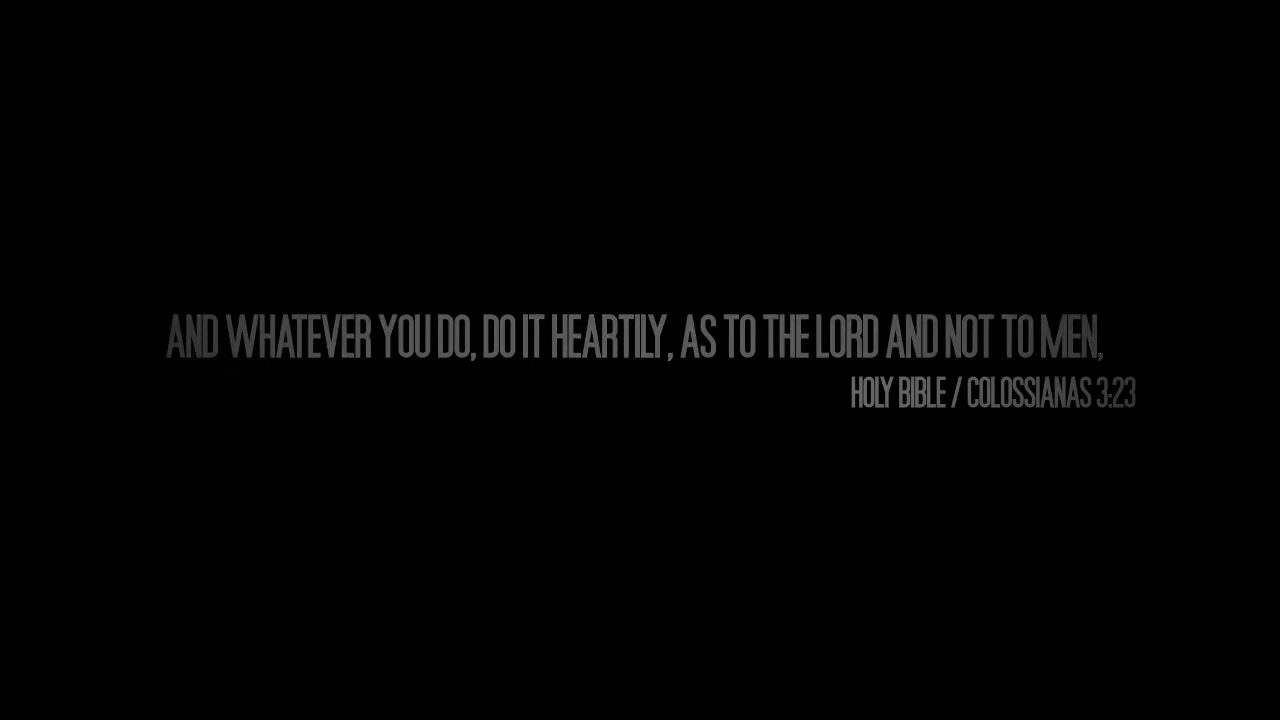 AND WHATEVER YOU DO, DO IT HEARTILY, AS TO THE LORD AND NOT TO MEN,
HOLY BIBLE / COLOSSIANAS 3:23